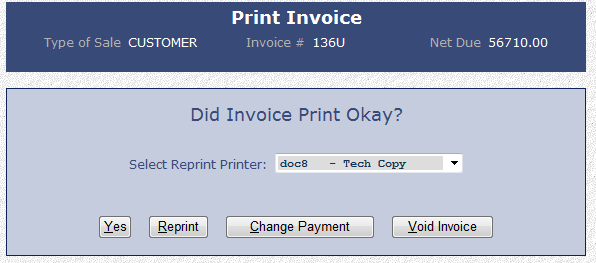 Print Invoice
Type of Sale CUSTOMER Invoice # 136U Net Due 56710.00
Did Invoice Print Okay?
Select Reprint Printer: doc8 - Tech Copy
Yes Reprint Change Payment Void Invoice